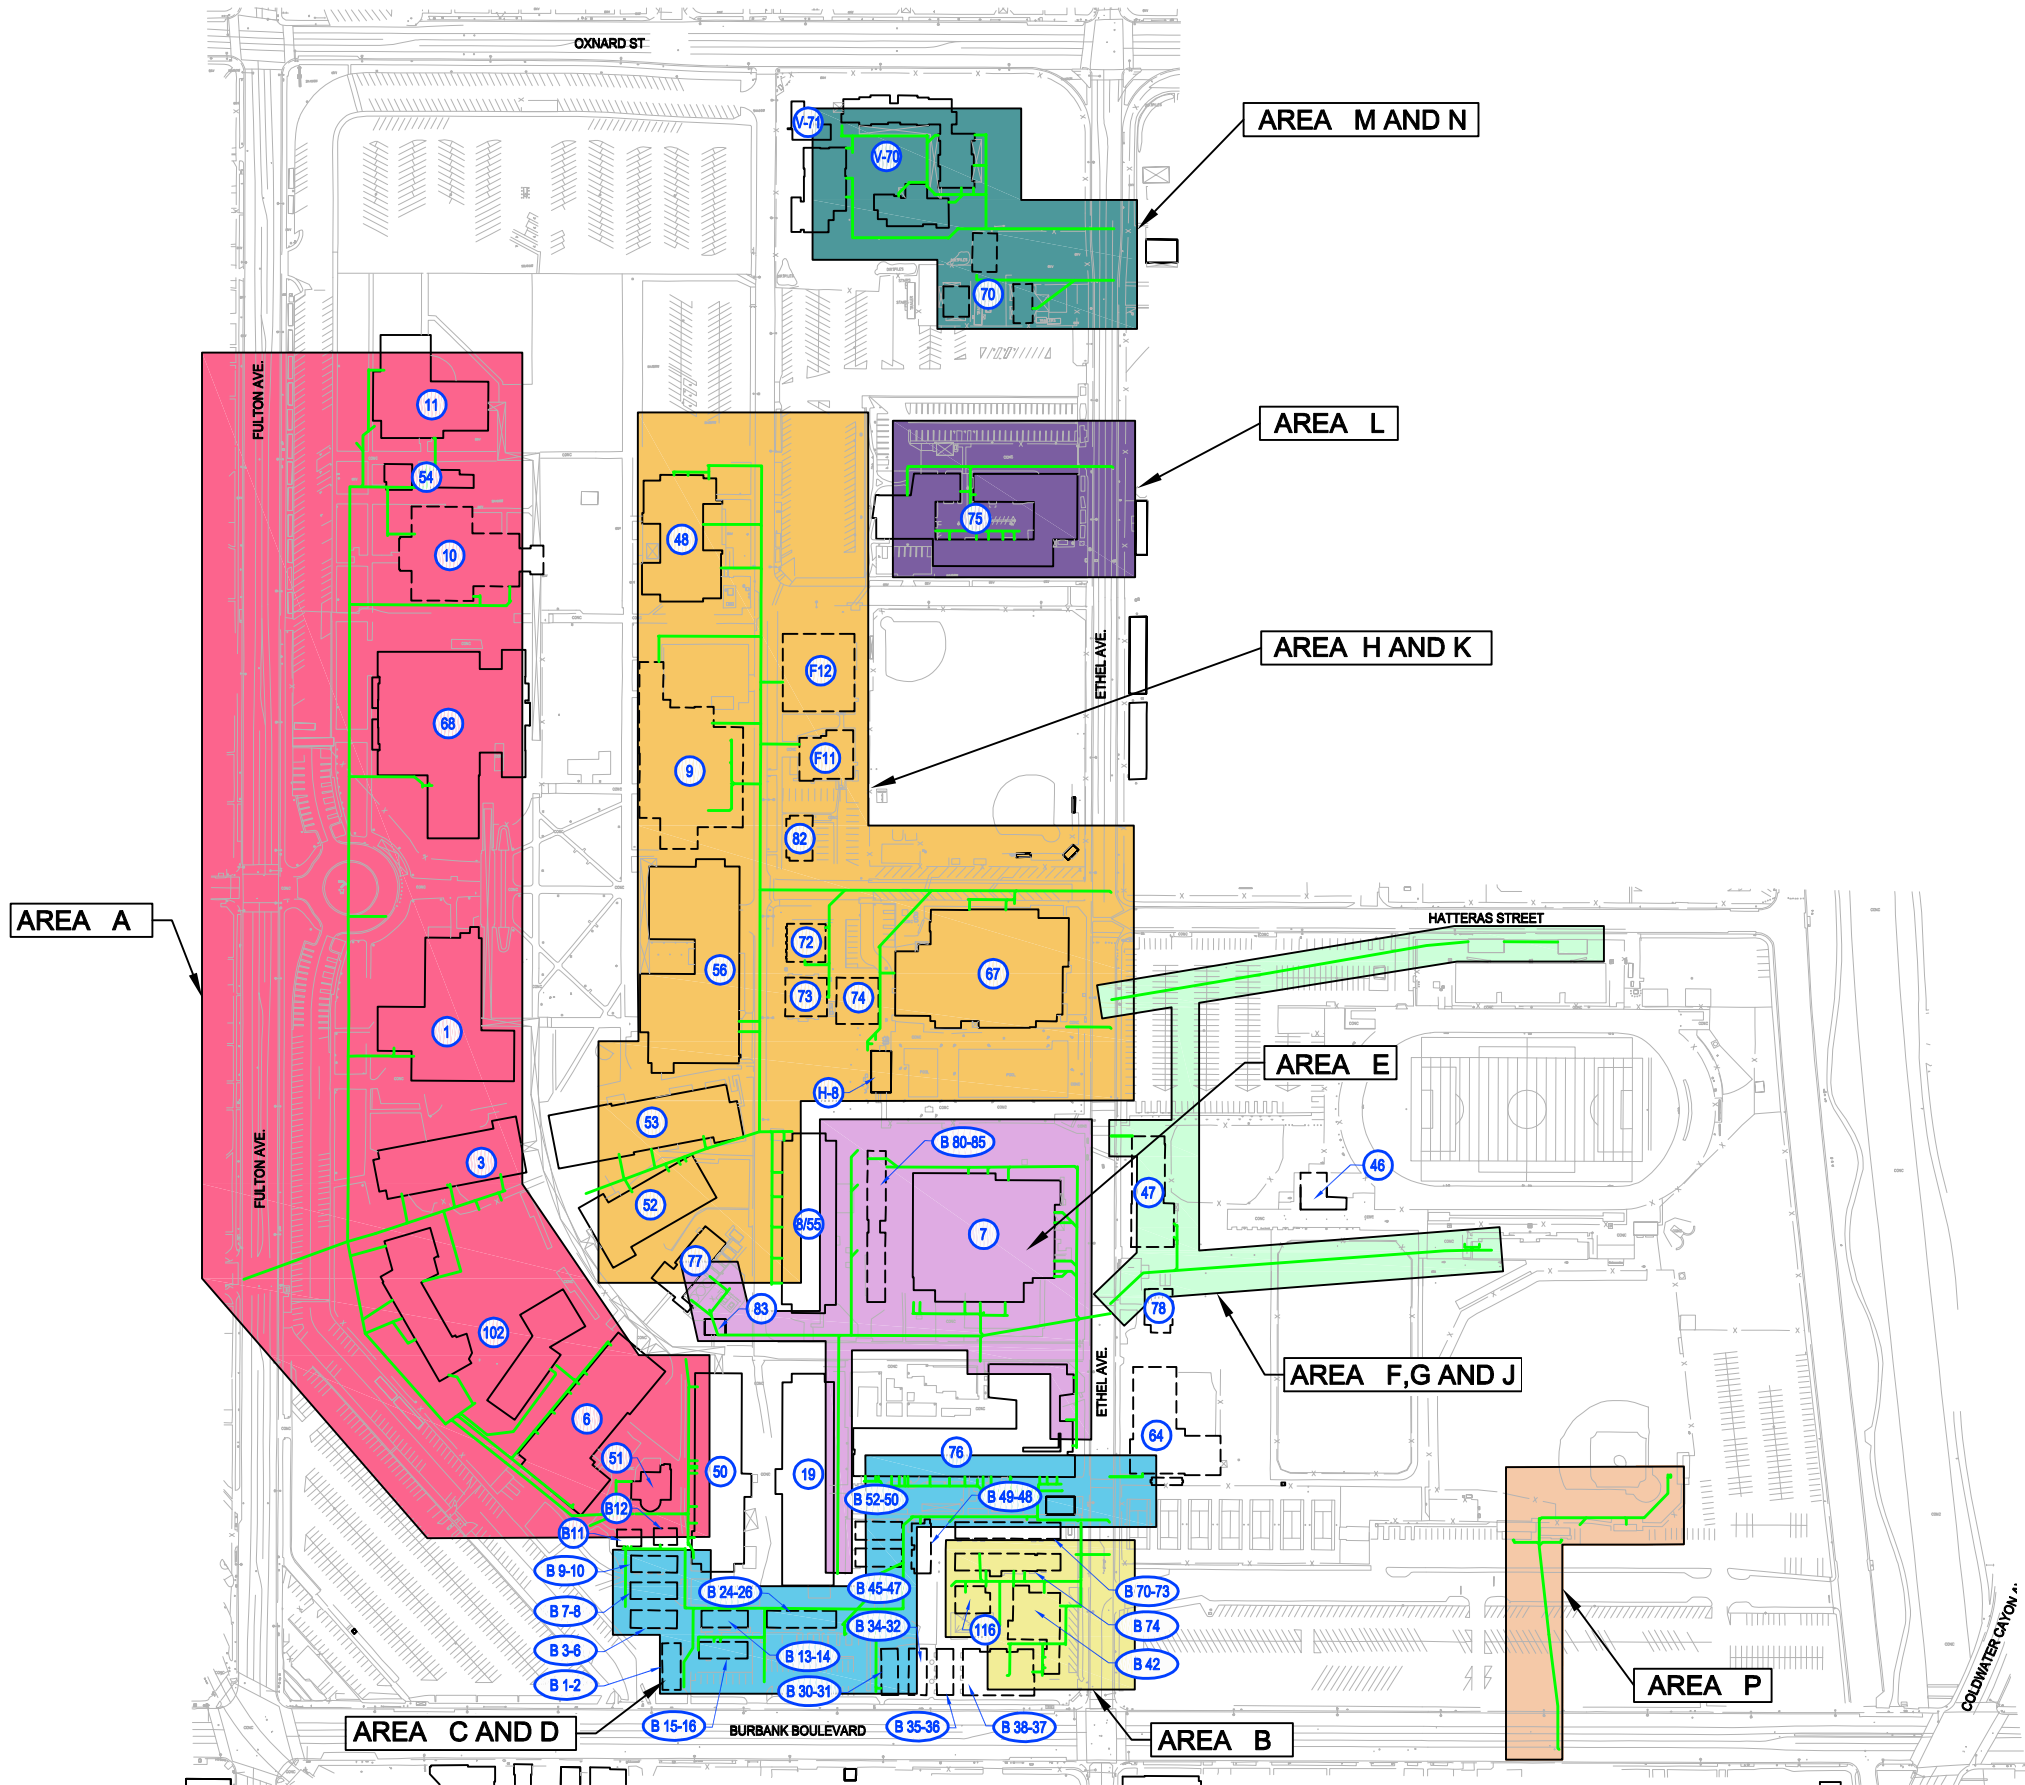 OXNARD ST
AREA M AND N
V-71
V-70
70
FULTON AVE.
11
AREA L
54
75
48
10
ETHEL AVE.
AREA H AND K
F12
68
F11
9
82
AREA A
HATTERAS STREET
72
56
67
73
74
1
AREA E
H-8
53
FULTON AVE.
B 80-85
3
46
47
52
8/55
7
77
83
78
102
AREA F,G AND J
ETHEL AVE.
6
64
76
51
50
19
B 52-50
B 49-48
B12
B11
B 9-10
B 24-26
B 45-47
B 70-73
B 7-8
B 34-32
116
B 74
B 3-6
B 13-14
B 42
B 1-2
B 30-31
AREA P
COLDWATER CAYON
B 15-16
B 35-36
B 38-37
AREA C AND D
BURBANK BOULEVARD
AREA B